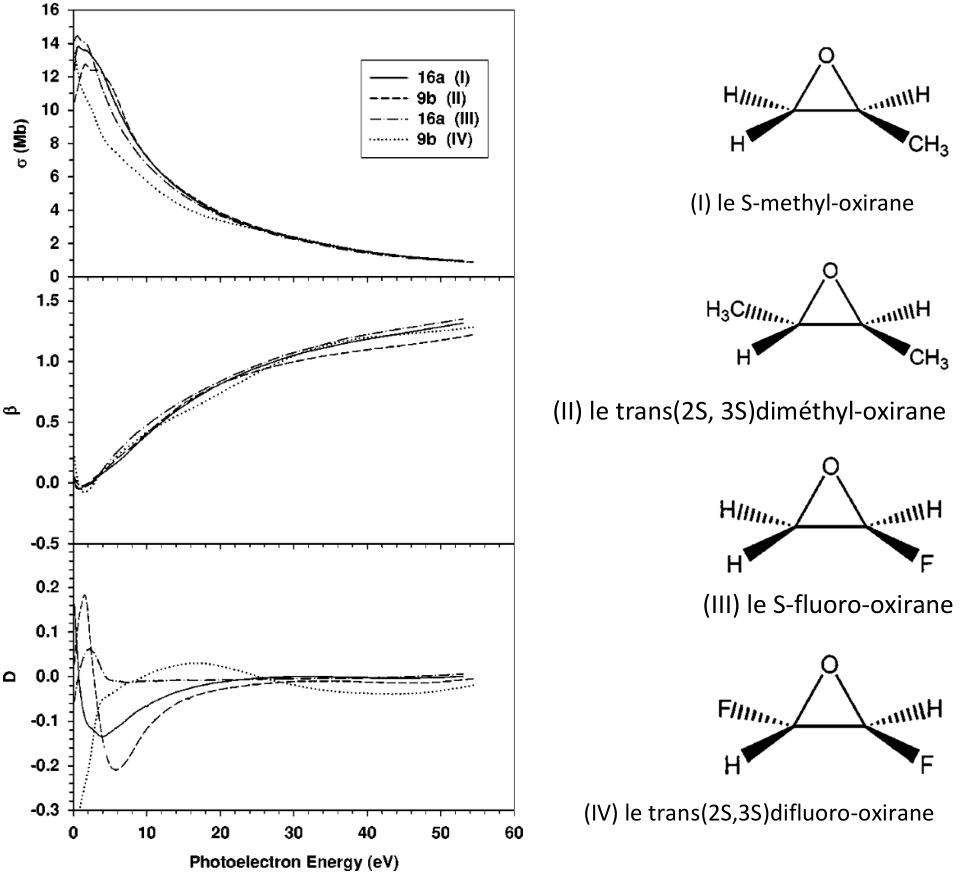 16
14
12
10
8
6
4
2
0
σ (Mb)
16a (I)
9b (II)
16a (III)
9b (IV)
1.5
1.0
0.5
0.0
-0.5
β
0.2
0.1
0.0
-0.1
-0.2
-0.3
D
0 10 20 30 40 50 60
Photoelectron Energy (eV)
O
H H
H CH3
(I) le S-methyl-oxirane
O
H3C H
H CH3
(II) le trans(2S, 3S)diméthyl-oxirane
O
H H
H F
(III) le S-fluoro-oxirane
O
F H
H F
(IV) le trans(2S,3S)difluoro-oxirane